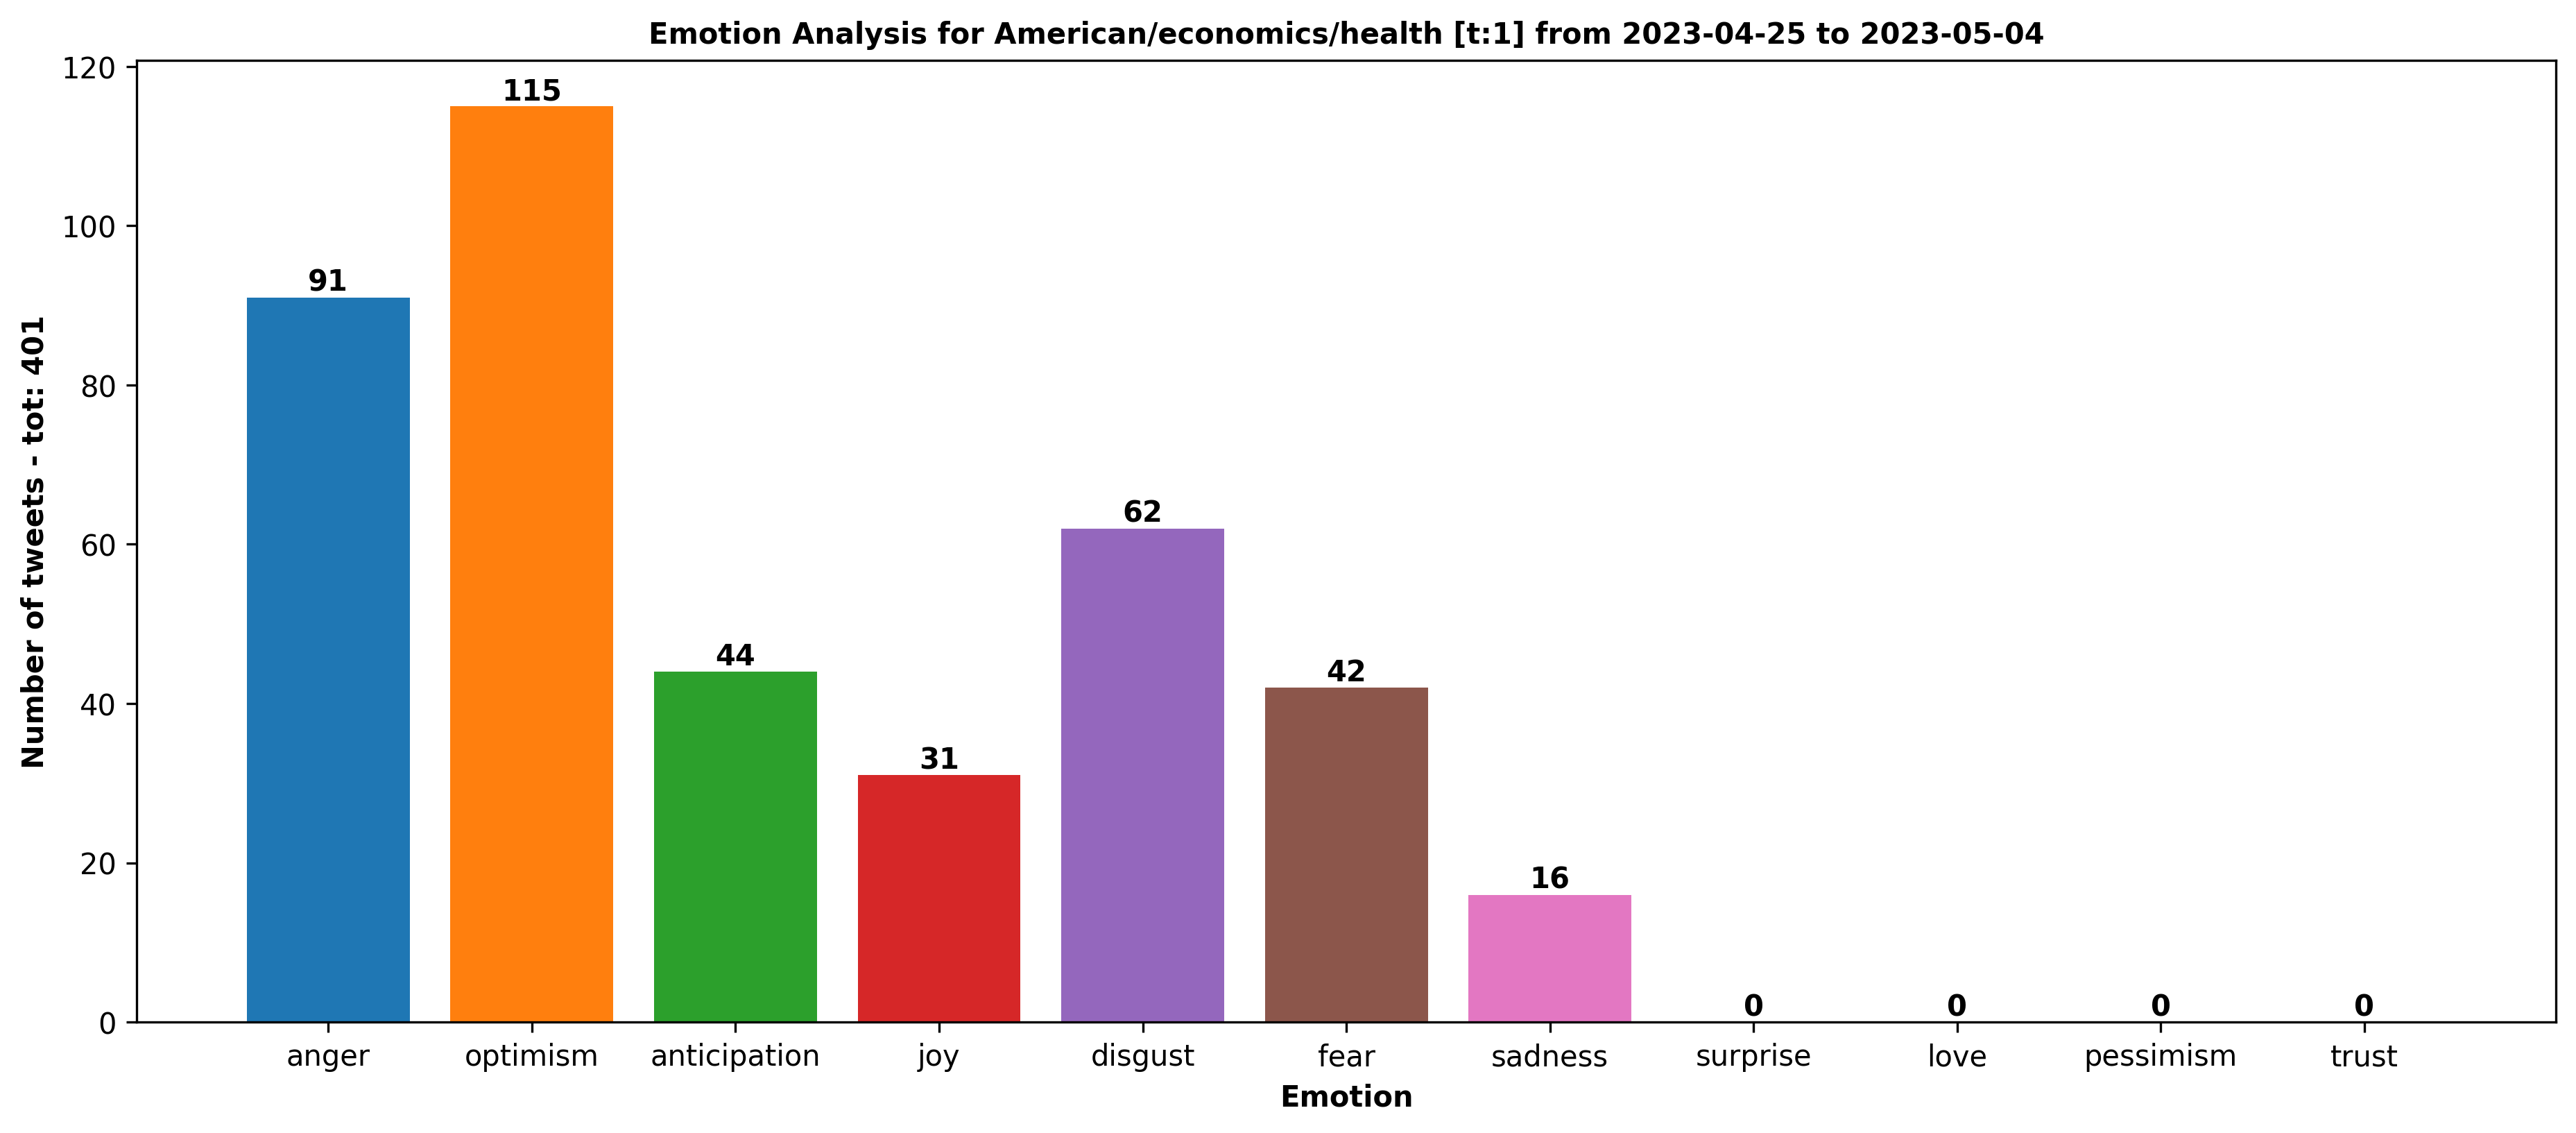 Emotion Analysis for American/economics/health [t:1] from 2023-04-25 to 2023-05-04
Number of tweets - tot: 401
120
100
80
60
40
20
0
91
115
44
31
62
42
16
0
0
0
0
anger
optimism
anticipation
joy
disgust
fear
sadness
surprise
love
pessimism
trust
Emotion